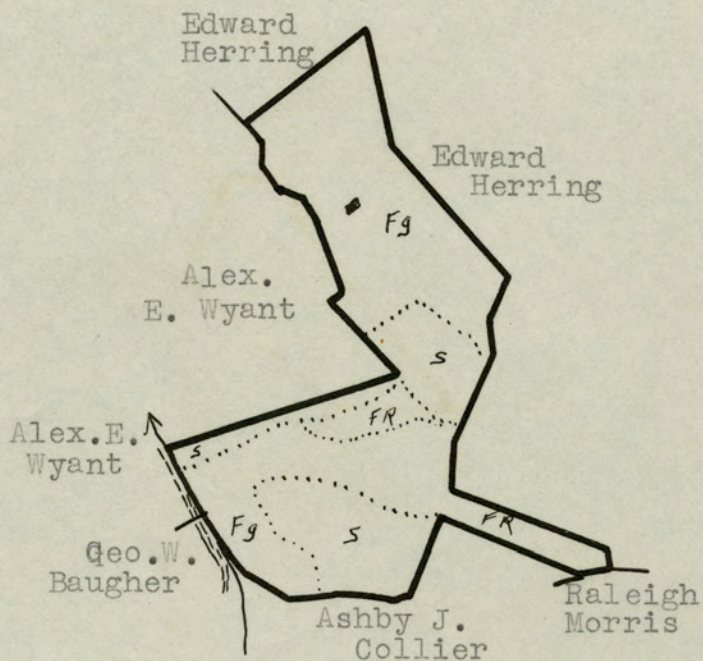 Edward
Herring
Edward
Herring
Fg
Alex.
E. Wyant
S
FR
Alex.E.
Wyant
S
Fg
S
FR
Geo.W.
Baugher
Raleigh
Morris
Ashby J.
Collier